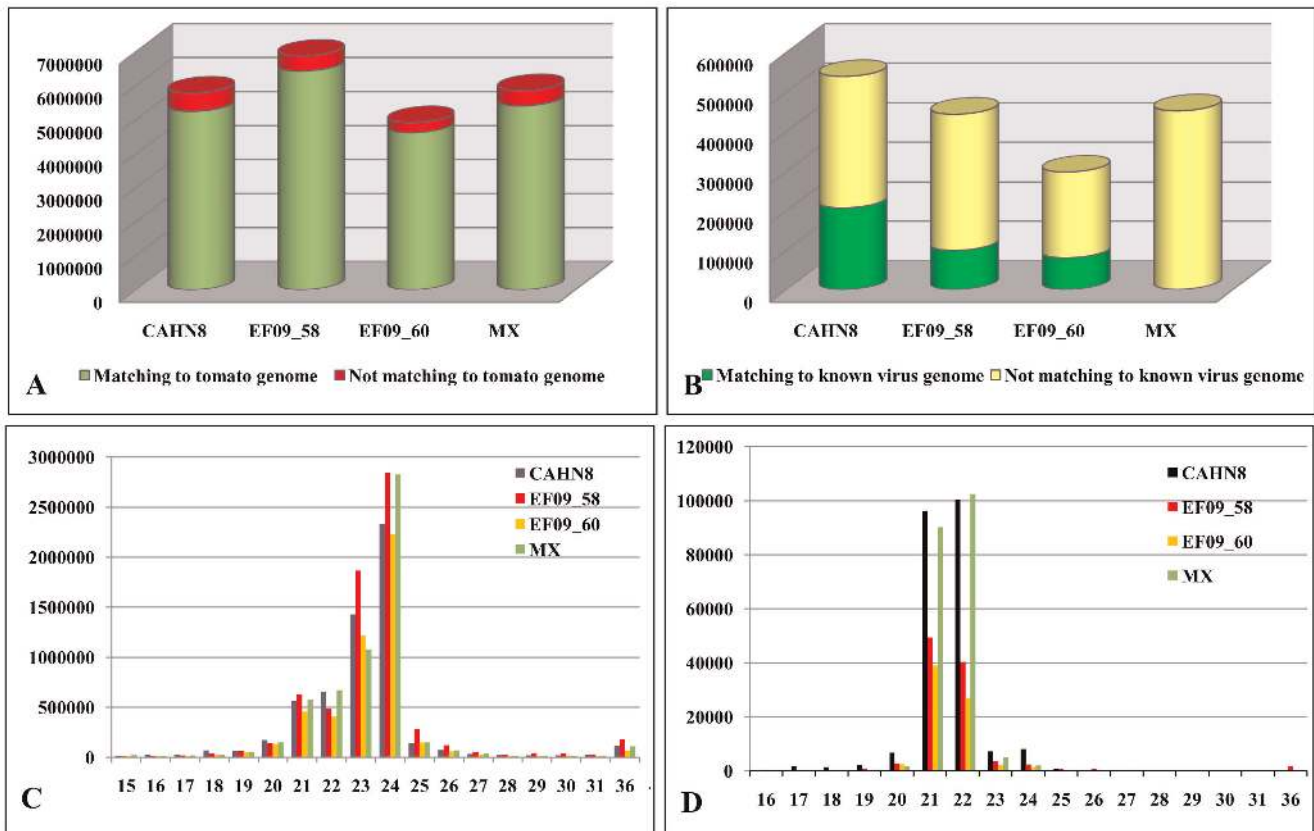 7000000
6000000
5000000
4000000
3000000
2000000
1000000
0
CAHN8 EF09_58 EF09_60 MX
Matching to tomato genome Not matching to tomato genome
A
600000
500000
400000
300000
200000
100000
0
CAHN8 EF09_58 EF09_60 MX
Matching to known virus genome Not matching to known virus genome
B
3000000
2500000
2000000
1500000
1000000
500000
0
CAHN8
EF09_58
EF09_60
MX
15 16 17 18 19 20 21 22 23 24 25 26 27 28 29 30 31 36
C
120000
100000
80000
60000
40000
20000
0
CAHN8
EF09_58
EF09_60
MX
16 17 18 19 20 21 22 23 24 25 26 27 28 29 30 31 36
D